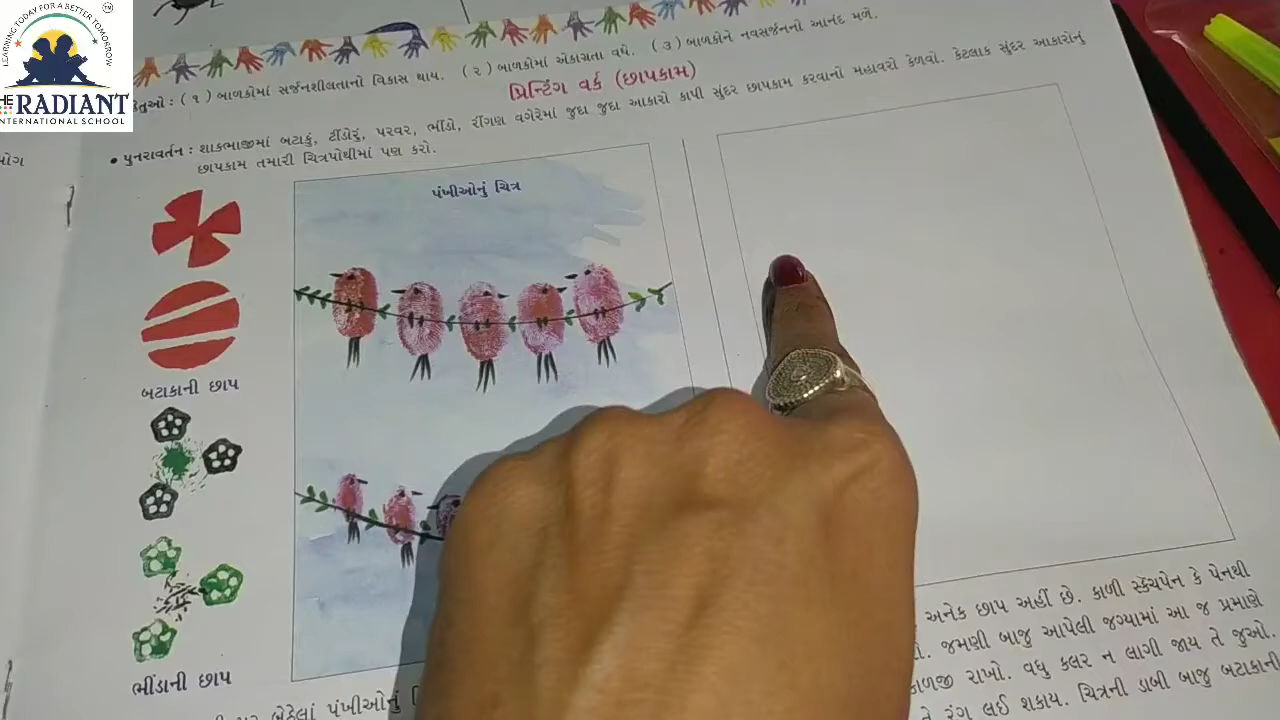 LEARNING TODAY FOR A BETTER TOMORROW
THE RADIANT
INTERNATIONAL SCHOOL
(૧) બાળકોમાં સર્જનશીલતાનો વિકાસ થાય. (૨) બાળકોમાં એકાગ્રતા વધે. (૩) બાળકોને નવસર્જનનો આનંદ મળે.
પ્રિન્ટિંગ વર્ક (છાપકામ)
• પુનરાવર્તન : શાકભાજીમાં બટાકું, ટીંડોરું, પરવર, ભીંડો, રીંગણ વગેરેમાં જુદા જુદા આકારો કાપી સુંદર છાપકામ કરવાનો મહાવરો કેળવો. કેટલાક સુંદર આકારોનું
છાપકામ તમારી ચિત્રપોથીમાં પણ કરો.
પંખીઓનું ચિત્ર
બટાકાની છાપ
ભીંડાની છાપ
અનેક છાપ અહીં છે. કાળી સ્કેચપેન કે પેનથી
જમણી બાજુ આપેલી જગ્યામાં આ જ પ્રમાણે
રાખો. વધુ કલર ન લાગી જાય તે જુઓ.
પંખીઓનું
રંગ લઈ શકાય. ચિત્રની ડાબી બાજુ બટાકાની